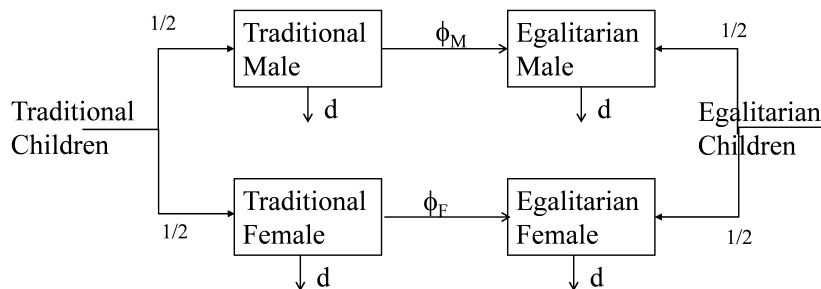 1/2
Traditional
Male
ϕM
Egalitarian
Male
1/2
d
d
Traditional
Children
Egalitarian
Children
1/2
Traditional
Female
ϕF
Egalitarian
Female
1/2
d
d